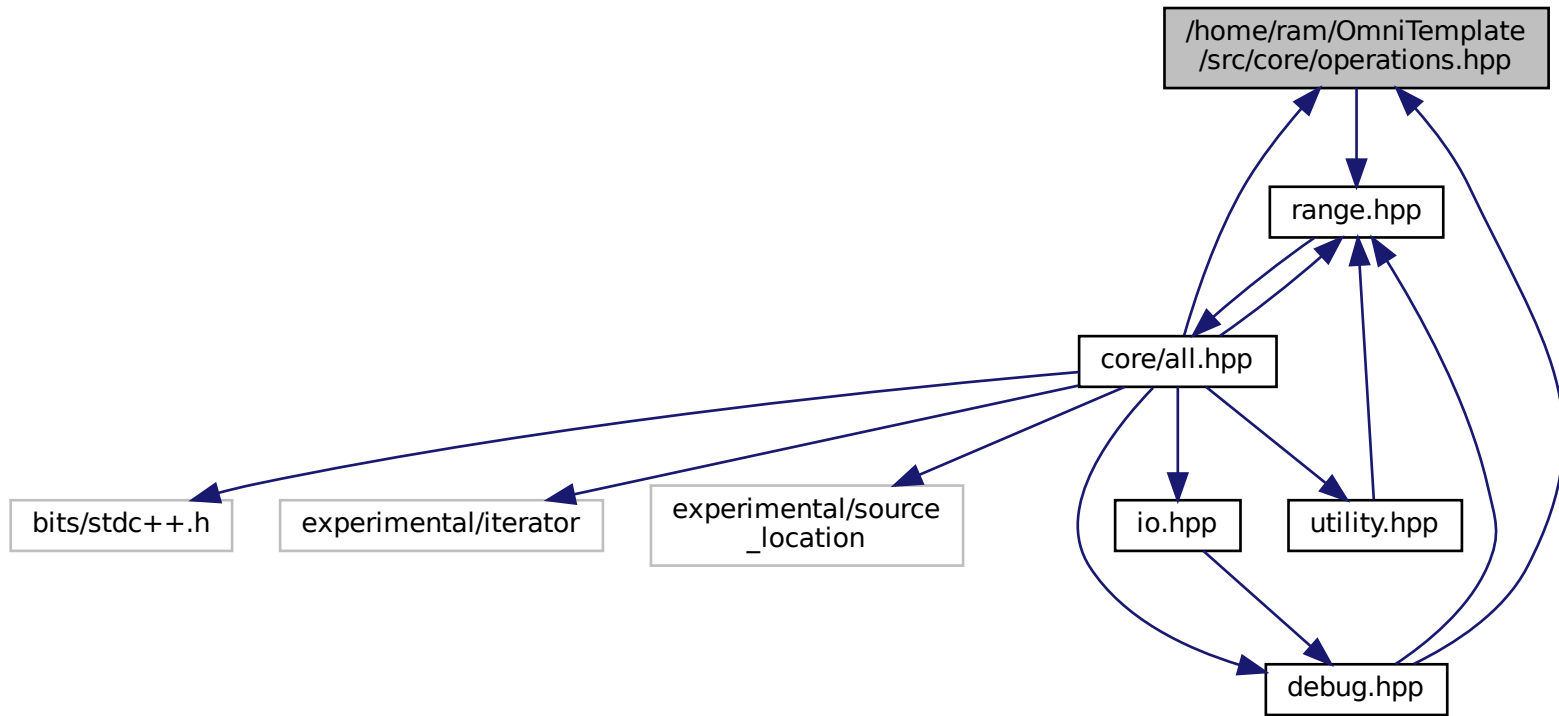 /home/ram/OmniTemplate
/src/core/operations.hpp
range.hpp
core/all.hpp
bits/stdc++.h
experimental/iterator
experimental/source
_location
io.hpp
utility.hpp
debug.hpp